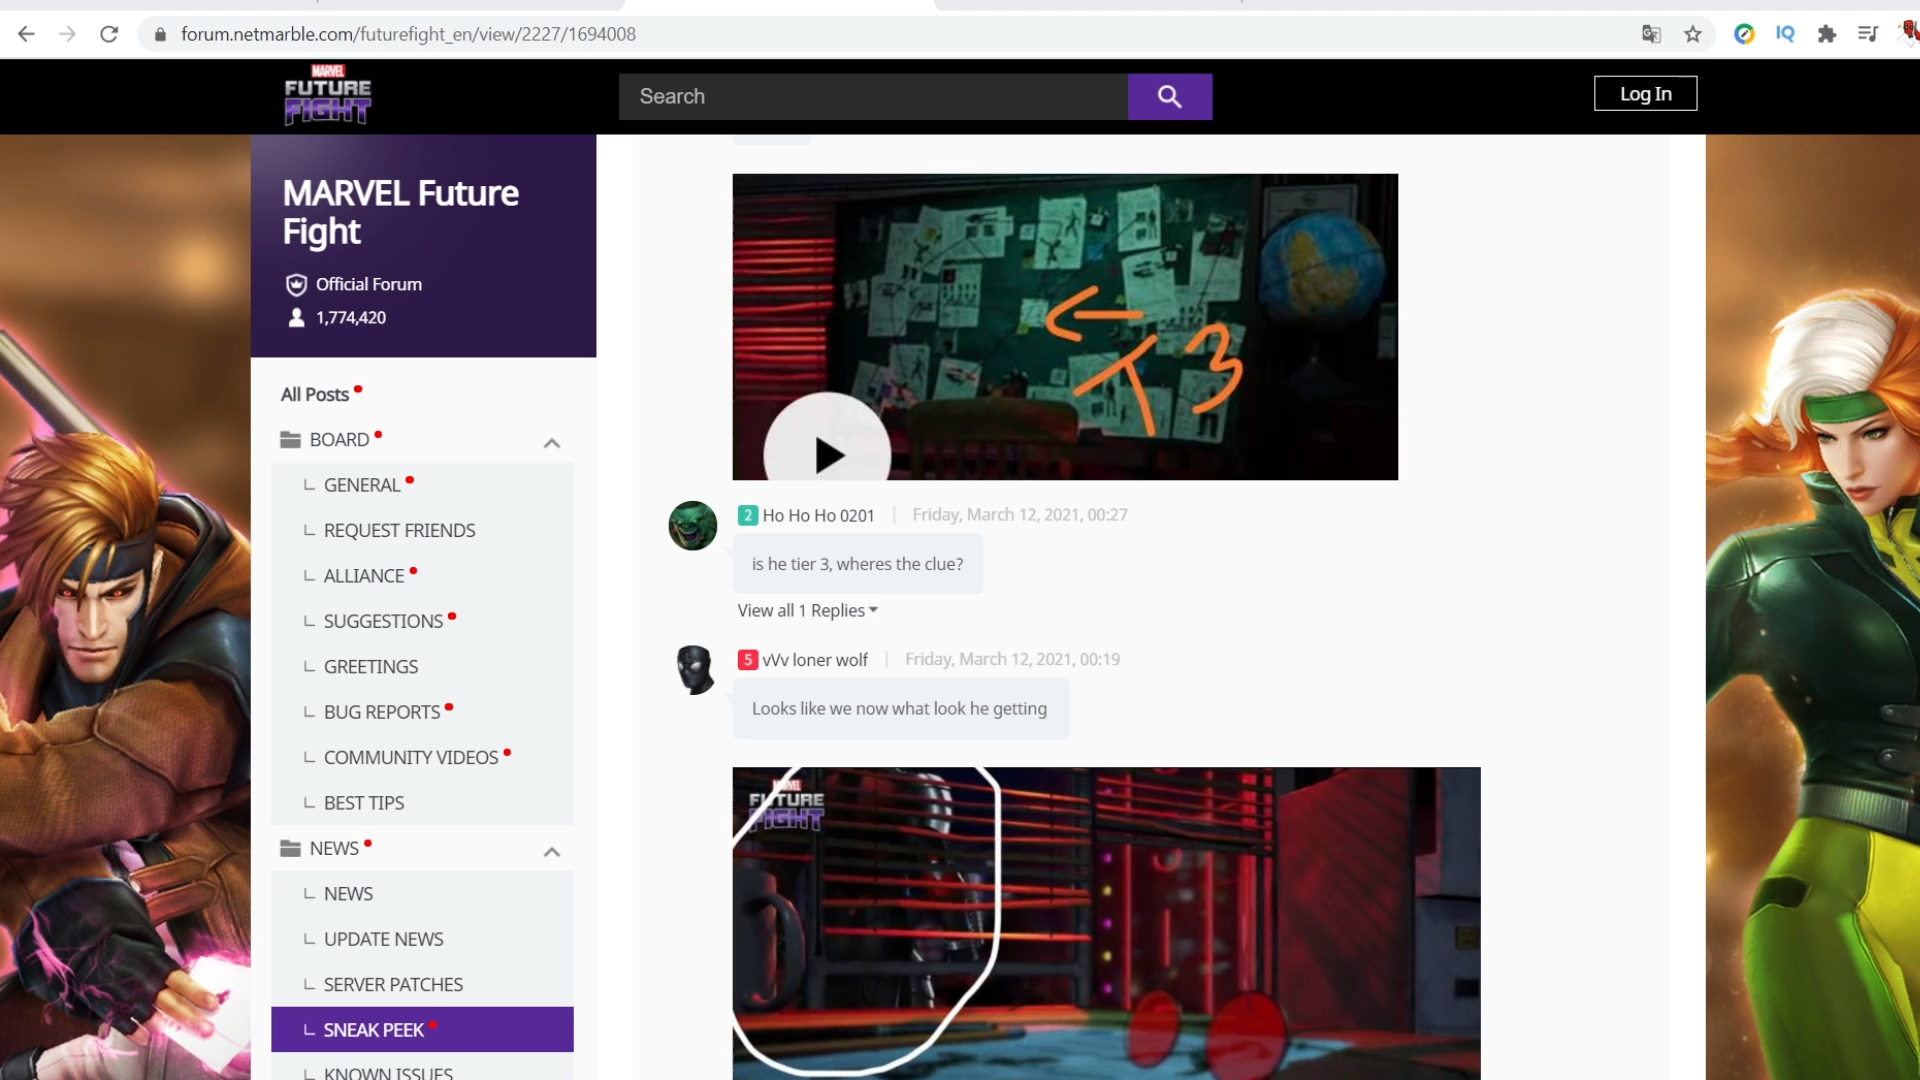 forum.netmarble.com/futurefight_en/view/2227/1694008
IQ
MARVEL
FUTURE
FIGHT
Search
Log In
MARVEL Future
Fight
Official Forum
1,774,420
All Posts
BOARD
GENERAL
REQUEST FRIENDS
ALLIANCE
SUGGESTIONS
GREETINGS
BUG REPORTS
COMMUNITY VIDEOS
BEST TIPS
NEWS
NEWS
UPDATE NEWS
SERVER PATCHES
SNEAK PEEK
KNOWN ISSUES
T3
2 Ho Ho Ho 0201 | Friday, March 12, 2021, 00:27
is he tier 3, wheres the clue?
View all 1 Replies
5 vVv loner wolf | Friday, March 12, 2021, 00:19
Looks like we now what look he getting
MARVEL
FUTURE
FIGHT